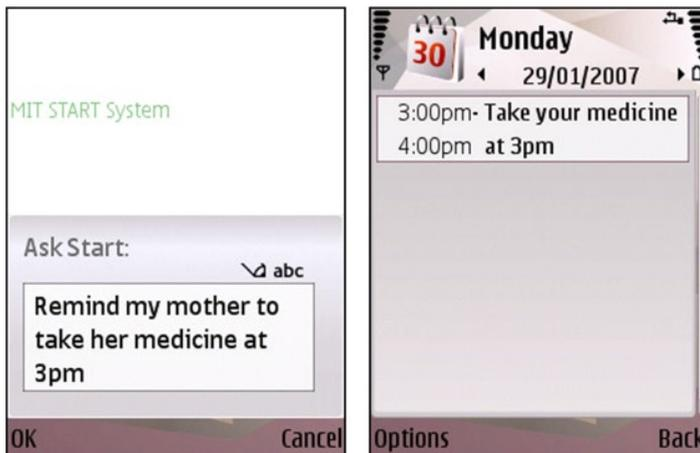 MIT START System
Ask Start:
abc
Remind my mother to
take her medicine at
3pm
OK Cancel
30
Monday
29/01/2007
3:00pm- Take your medicine
4:00pm at 3pm
Options Back